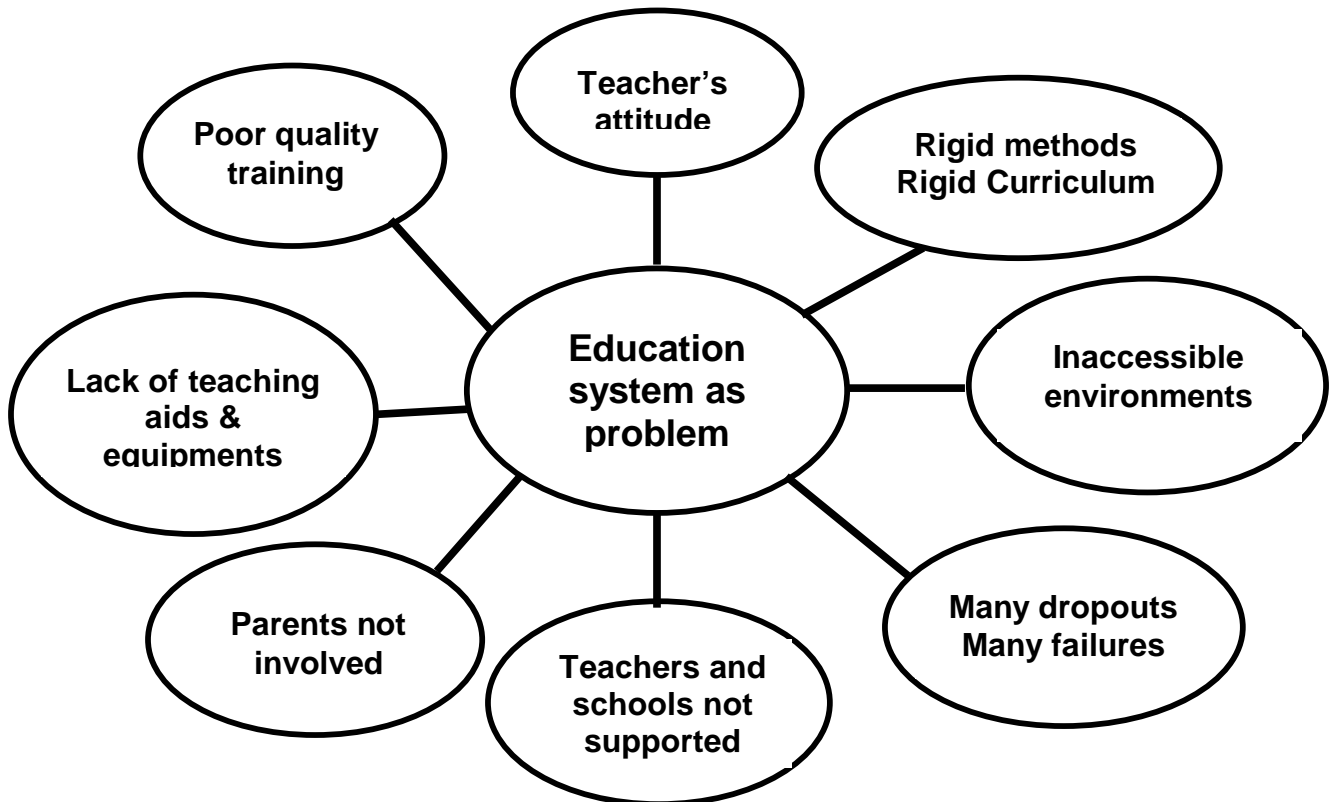 Teacher’s
attitude
Poor quality
training
Rigid methods
Rigid Curriculum
Education
system as
problem
Inaccessible
environments
Lack of teaching
aids &
equipments
Many dropouts
Many failures
Parents not
involved
Teachers and
schools not
supported